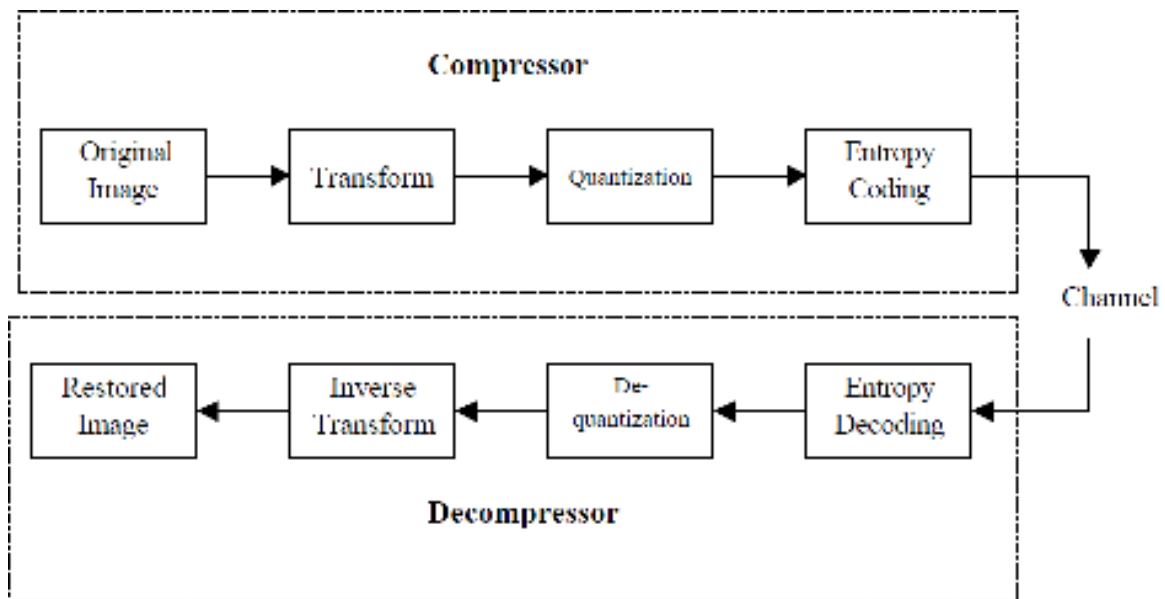 Compressor
Original
Image
Transform
Quantization
Entropy
Coding
Channel
Restored
Image
Inverse
Transform
De-
quantization
Entropy
Decoding
Decompressor